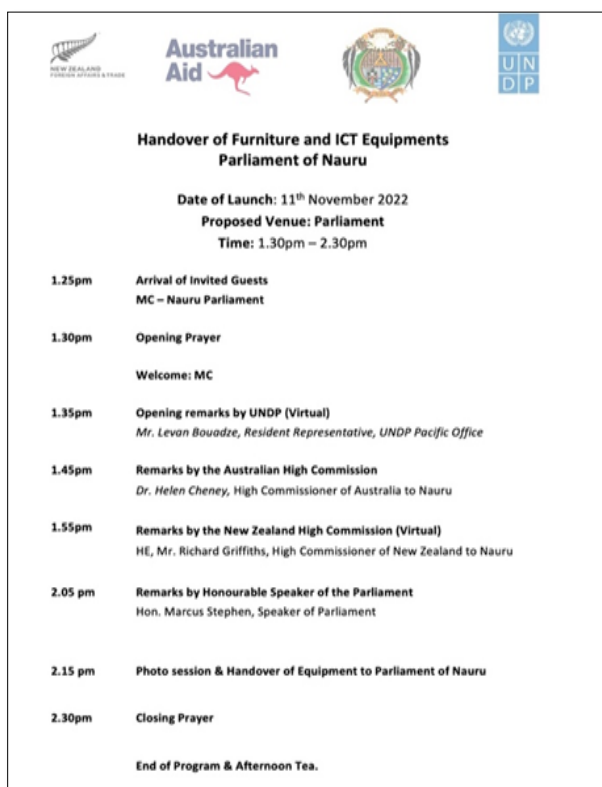 NEW ZEALAND
FOREIGN AFFAIRS & TRADE
Australian
Aid
U N
D P
Handover of Furniture and ICT Equipments
Parliament of Nauru
Date of Launch: 11th November 2022
Proposed Venue: Parliament
Time: 1.30pm – 2.30pm
1.25pm Arrival of Invited Guests
MC – Nauru Parliament
1.30pm Opening Prayer
Welcome: MC
1.35pm Opening remarks by UNDP (Virtual)
Mr. Levan Bouadze, Resident Representative, UNDP Pacific Office
1.45pm Remarks by the Australian High Commission
Dr. Helen Cheney, High Commissioner of Australia to Nauru
1.55pm Remarks by the New Zealand High Commission (Virtual)
HE, Mr. Richard Griffiths, High Commissioner of New Zealand to Nauru
2.05 pm Remarks by Honourable Speaker of the Parliament
Hon. Marcus Stephen, Speaker of Parliament
2.15 pm Photo session & Handover of Equipment to Parliament of Nauru
2.30pm Closing Prayer
End of Program & Afternoon Tea.